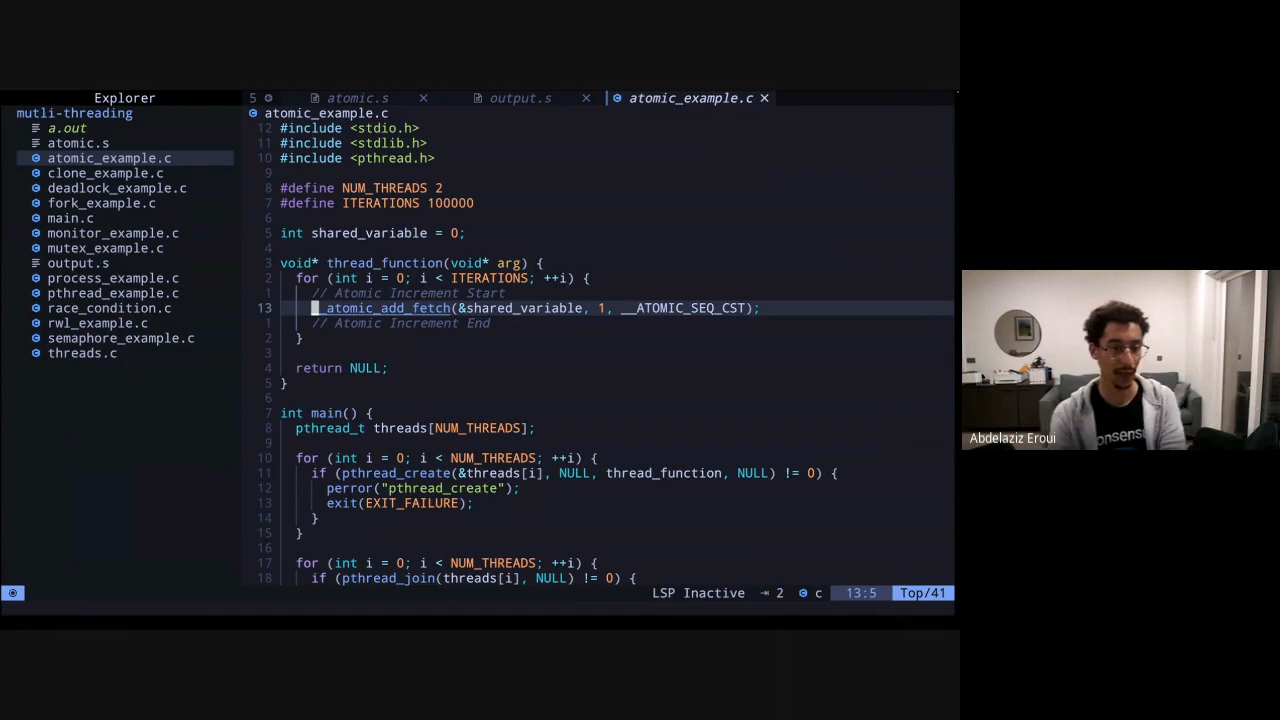 Explorer
mutli-threading
a.out
atomic.s
atomic_example.c
clone_example.c
deadlock_example.c
fork_example.c
main.c
monitor_example.c
mutex_example.c
output.s
process_example.c
pthread_example.c
race_condition.c
rwl_example.c
semaphore_example.c
threads.c
5 atomic.s output.s atomic_example.c
atomic_example.c
12 #include <stdio.h>
11 #include <stdlib.h>
10 #include <pthread.h>
9
8 #define NUM_THREADS 2
7 #define ITERATIONS 100000
6
5 int shared_variable = 0;
4
3 void* thread_function(void* arg) {
2 for (int i = 0; i < ITERATIONS; ++i) {
1 // Atomic Increment Start
13 __atomic_add_fetch(&shared_variable, 1, __ATOMIC_SEQ_CST);
1 // Atomic Increment End
2 }
3
4 return NULL;
5 }
6
7 int main() {
8 pthread_t threads[NUM_THREADS];
9
10 for (int i = 0; i < NUM_THREADS; ++i) {
11 if (pthread_create(&threads[i], NULL, thread_function, NULL) != 0) {
12 perror("pthread_create");
13 exit(EXIT_FAILURE);
14 }
15 }
16
17 for (int i = 0; i < NUM_THREADS; ++i) {
18 if (pthread_join(threads[i], NULL) != 0) {
LSP Inactive 2 c 13:5 Top/41
onsens
Abdelaziz Eroui